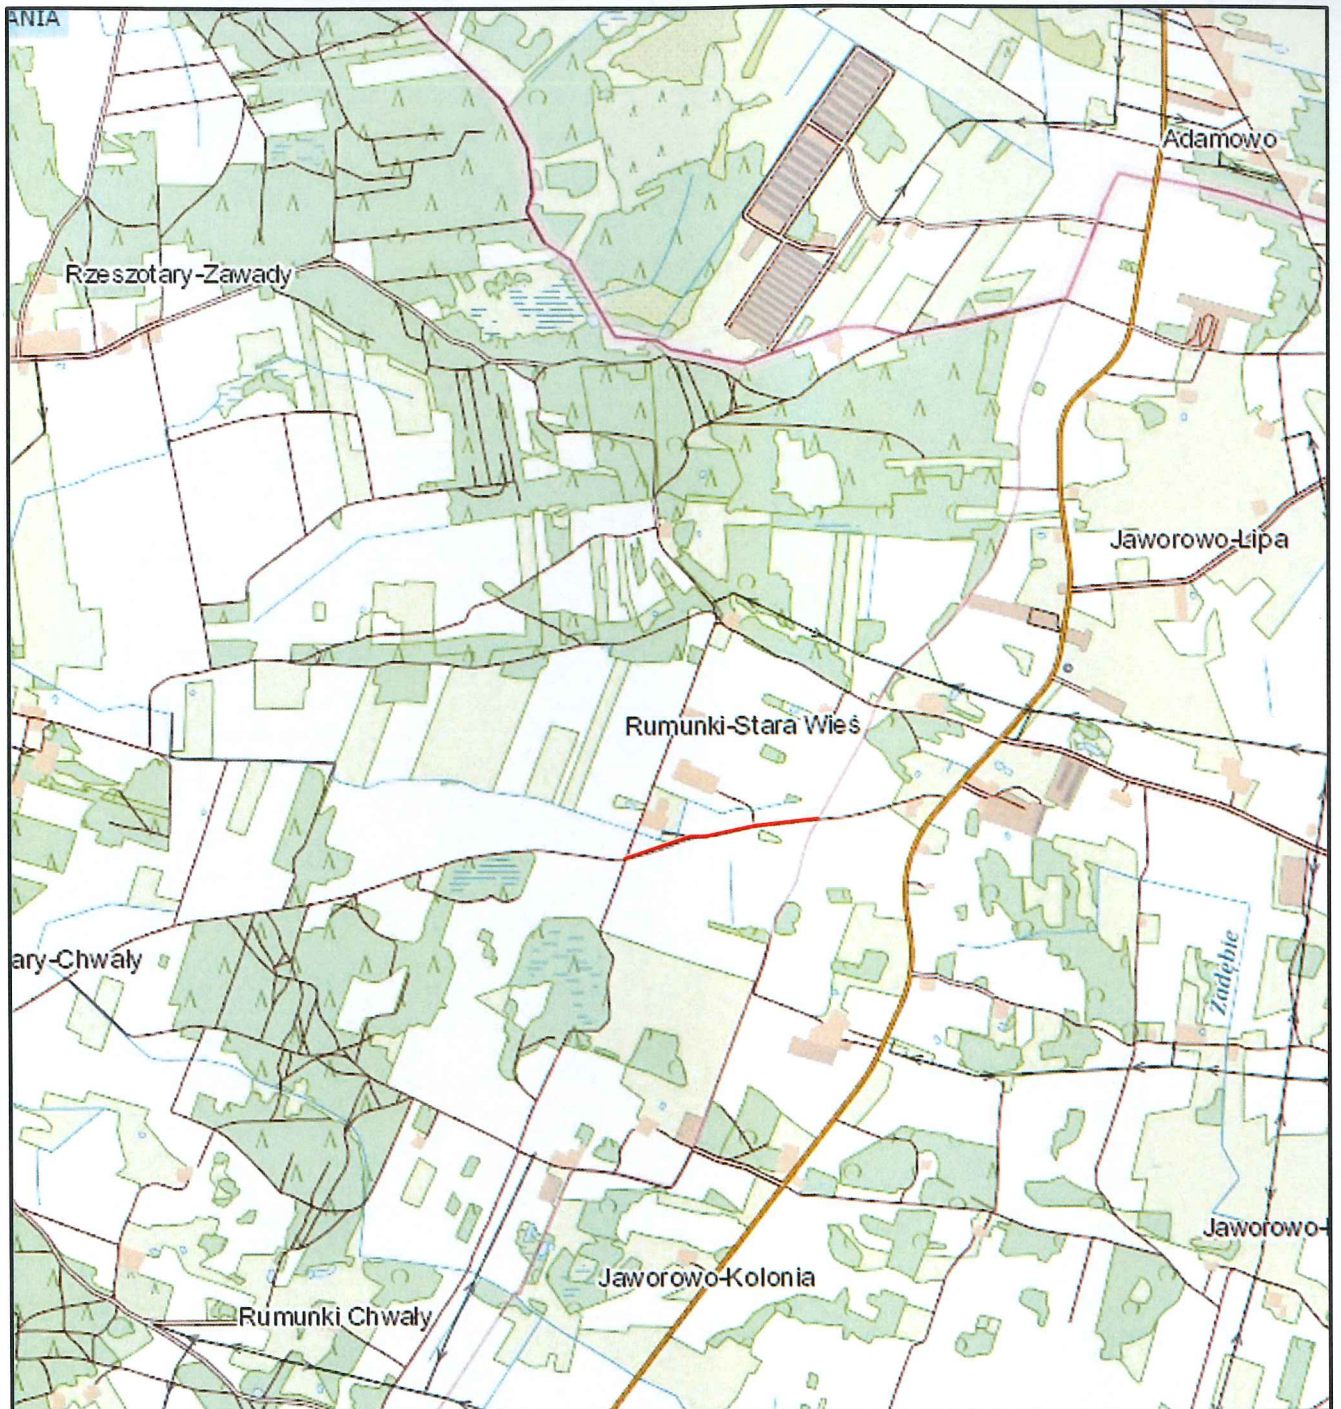 ANIA
Adamowo
Rzeszotary-Zawady
Jaworowo-Lipa
Rumunki-Stara Wieś
ary-Chwały
Zadębie
Jaworowo-
Jaworowo-Kolonia
Rumunki Chwały